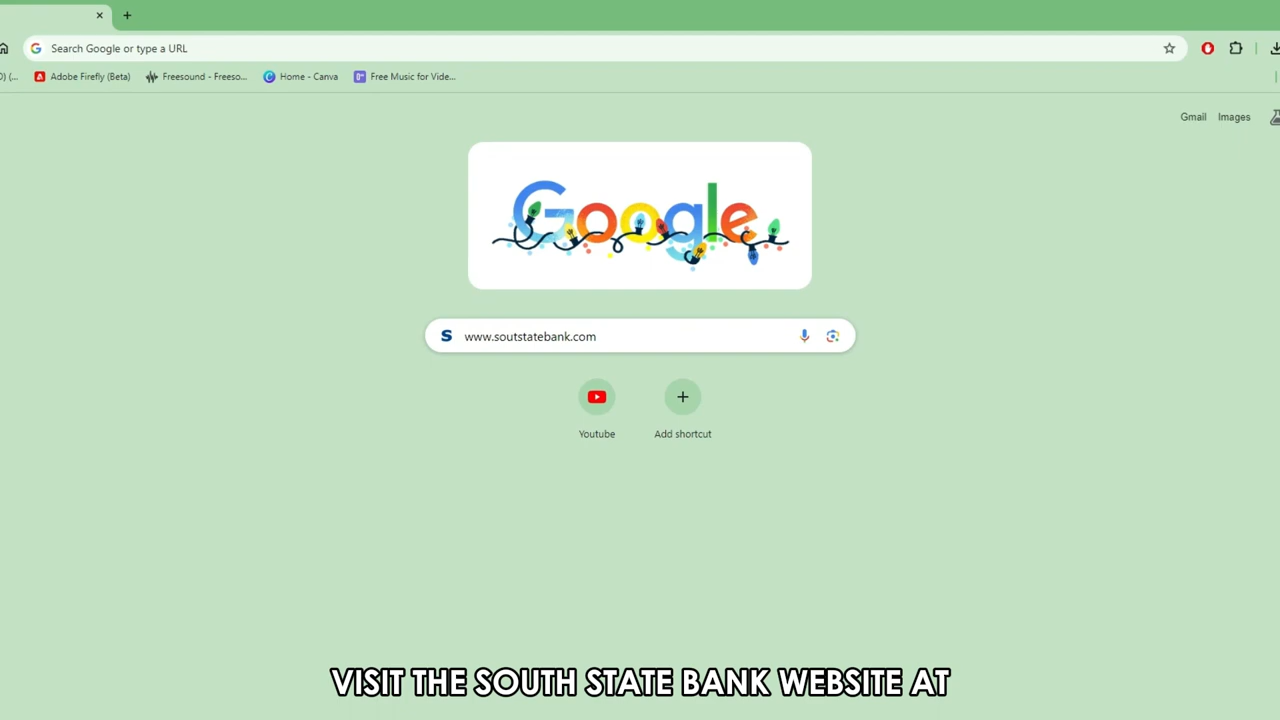 Search Google or type a URL
D) (...
Adobe Firefly (Beta)
Freesound - Freeso...
Home - Canva
Free Music for Vide...
Gmail
Images
Google
S www.soutstatebank.com
Youtube
Add shortcut
VISIT THE SOUTH STATE BANK WEBSITE AT